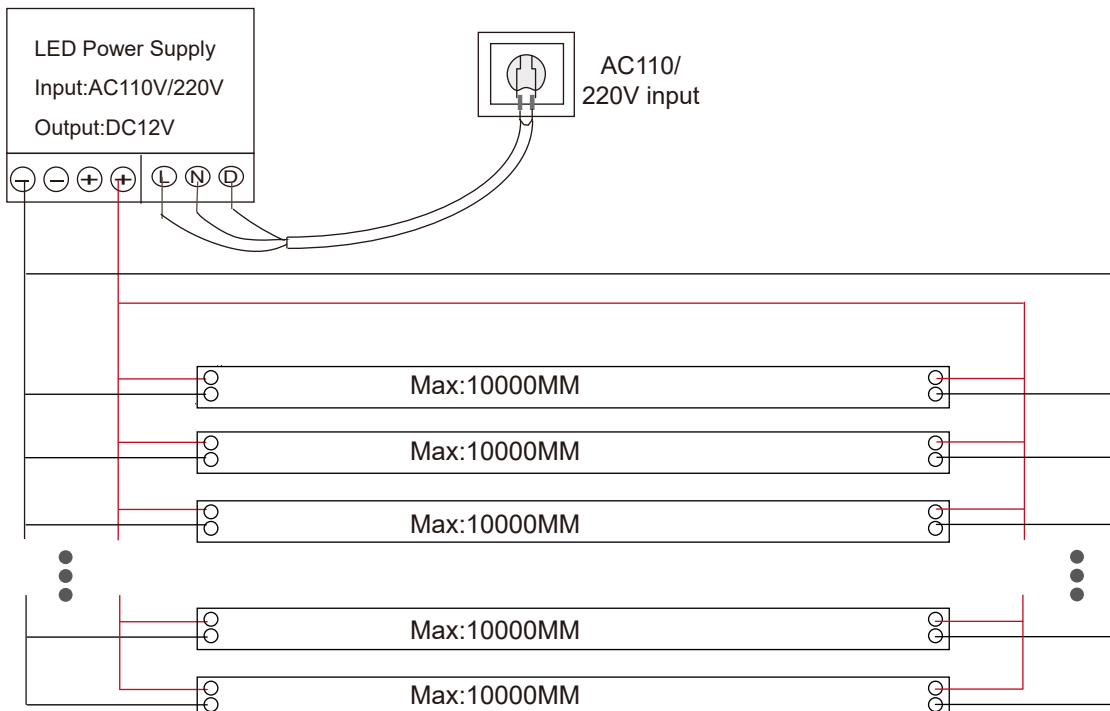 LED Power Supply
Input:AC110V/220V
Output:DC12V
AC110/
220V input
L N D
Max:10000MM
Max:10000MM
Max:10000MM
Max:10000MM
Max:10000MM